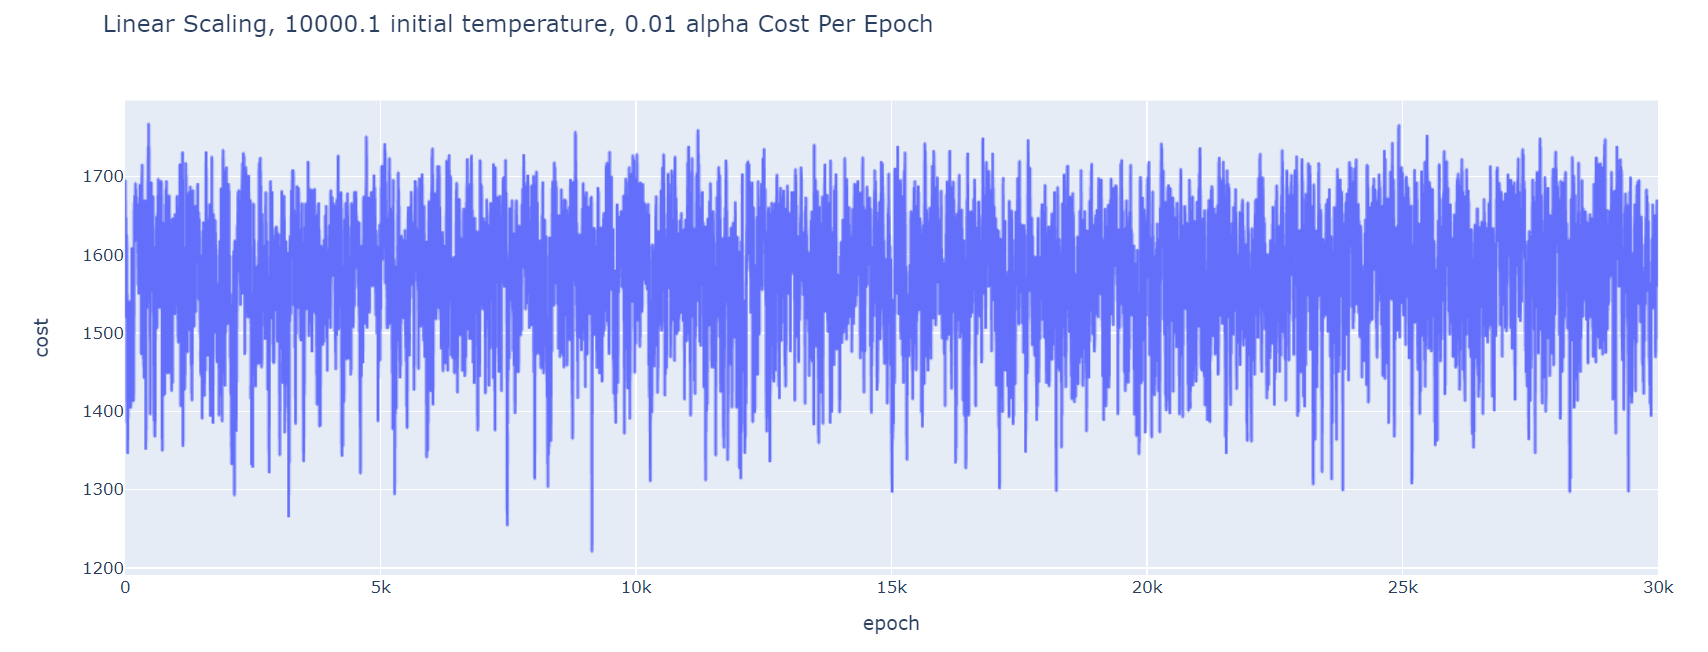 Linear Scaling, 10000.1 initial temperature, 0.01 alpha Cost Per Epoch
1700
1600
1500
1400
1300
1200
cost
0 5k 10k 15k 20k 25k 30k
epoch